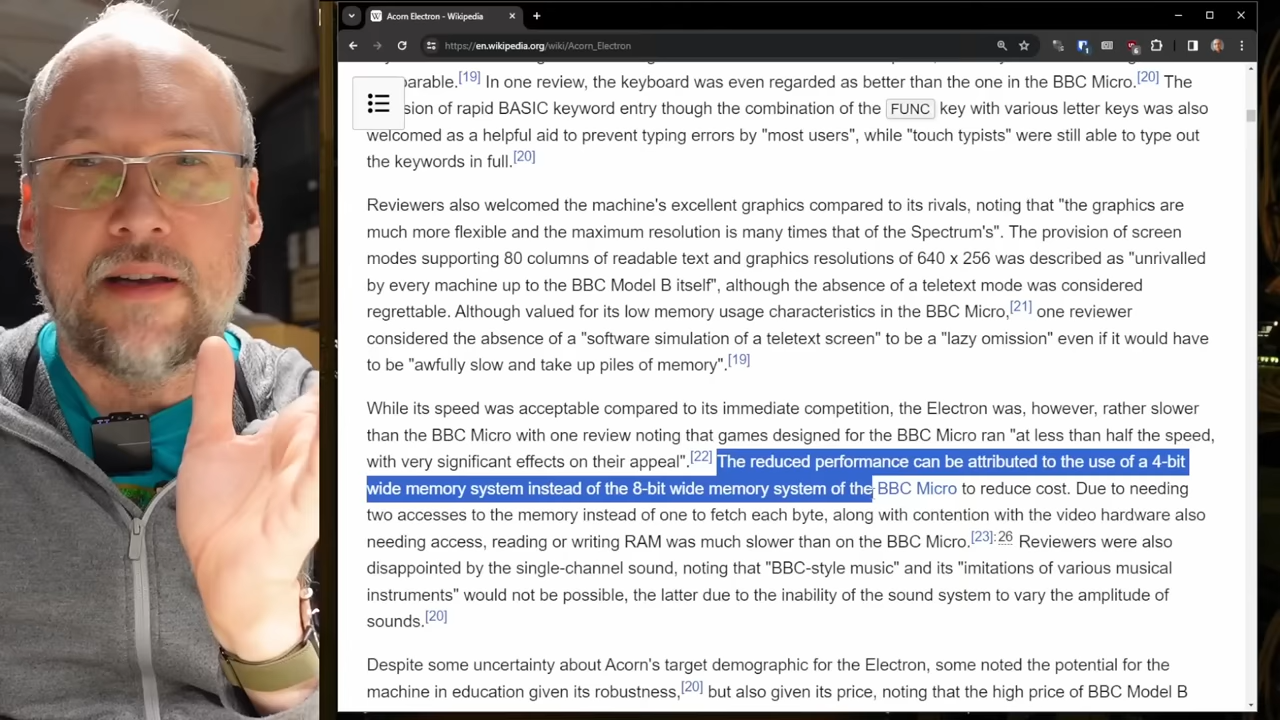 Acorn Electron - Wikipedia
https://en.wikipedia.org/wiki/Acorn_Electron
parable.[19] In one review, the keyboard was even regarded as better than the one in the BBC Micro.[20] The
sion of rapid BASIC keyword entry though the combination of the FUNC key with various letter keys was also
welcomed as a helpful aid to prevent typing errors by "most users", while "touch typists" were still able to type out
the keywords in full.[20]
Reviewers also welcomed the machine's excellent graphics compared to its rivals, noting that "the graphics are
much more flexible and the maximum resolution is many times that of the Spectrum's". The provision of screen
modes supporting 80 columns of readable text and graphics resolutions of 640 x 256 was described as "unrivalled
by every machine up to the BBC Model B itself", although the absence of a teletext mode was considered
regrettable. Although valued for its low memory usage characteristics in the BBC Micro,[21] one reviewer
considered the absence of a "software simulation of a teletext screen" to be a "lazy omission" even if it would have
to be "awfully slow and take up piles of memory".[19]
While its speed was acceptable compared to its immediate competition, the Electron was, however, rather slower
than the BBC Micro with one review noting that games designed for the BBC Micro ran "at less than half the speed,
with very significant effects on their appeal".[22] The reduced performance can be attributed to the use of a 4-bit
wide memory system instead of the 8-bit wide memory system of the BBC Micro to reduce cost. Due to needing
two accesses to the memory instead of one to fetch each byte, along with contention with the video hardware also
needing access, reading or writing RAM was much slower than on the BBC Micro.[23]:26 Reviewers were also
disappointed by the single-channel sound, noting that "BBC-style music" and its "imitations of various musical
instruments" would not be possible, the latter due to the inability of the sound system to vary the amplitude of
sounds.[20]
Despite some uncertainty about Acorn's target demographic for the Electron, some noted the potential for the
machine in education given its robustness,[20] but also given its price, noting that the high price of BBC Model B